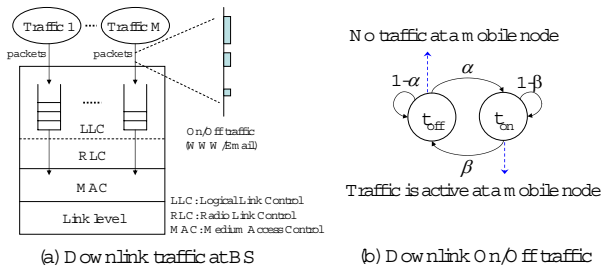 Traffic 1 ..... Traffic M
packets packets
.....
LLC
RLC
MAC
Link level
On/Off traffic
(WWW/Email)
LLC: Logical Link Control
RLC: Radio Link Control
MAC: Medium Access Control
(a) Downlink traffic at BS
No traffic at a mobile node
α
1-α
1-β
t_off
t_on
β
Traffic is active at a mobile node
(b) Downlink On/Off traffic